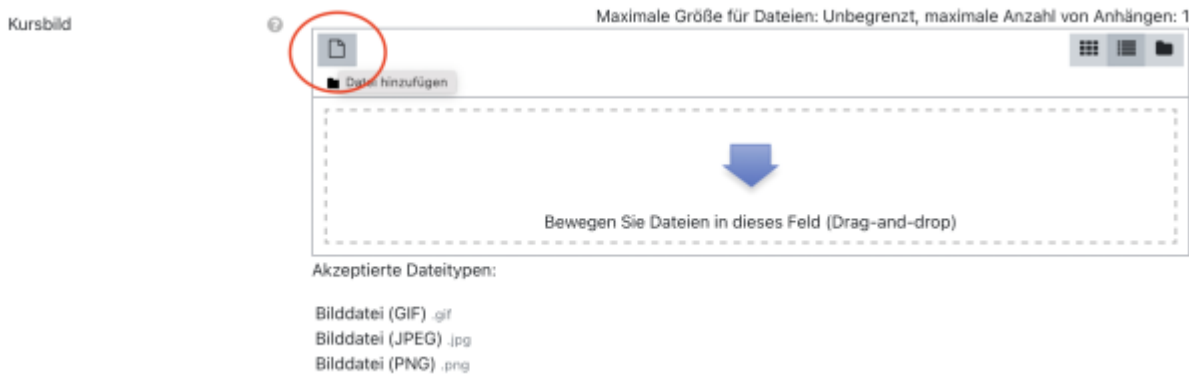 Kursbild
Maximale Größe für Dateien: Unbegrenzt, maximale Anzahl von Anhängen: 1
Datei hinzufügen
Bewegen Sie Dateien in dieses Feld (Drag-and-drop)
Akzeptierte Dateitypen:
Bilddatei (GIF) .gif
Bilddatei (JPEG) .jpg
Bilddatei (PNG) .png